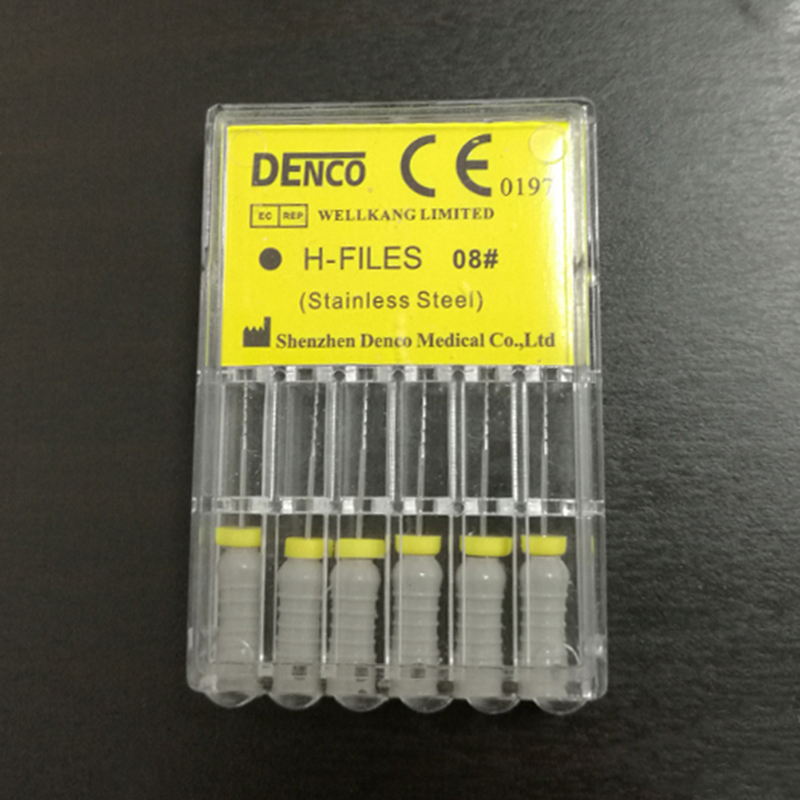 DENCO CE 0197
EC REP WELLKANG LIMITED
H-FILES 08#
(Stainless Steel)
Shenzhen Denco Medical Co.,Ltd